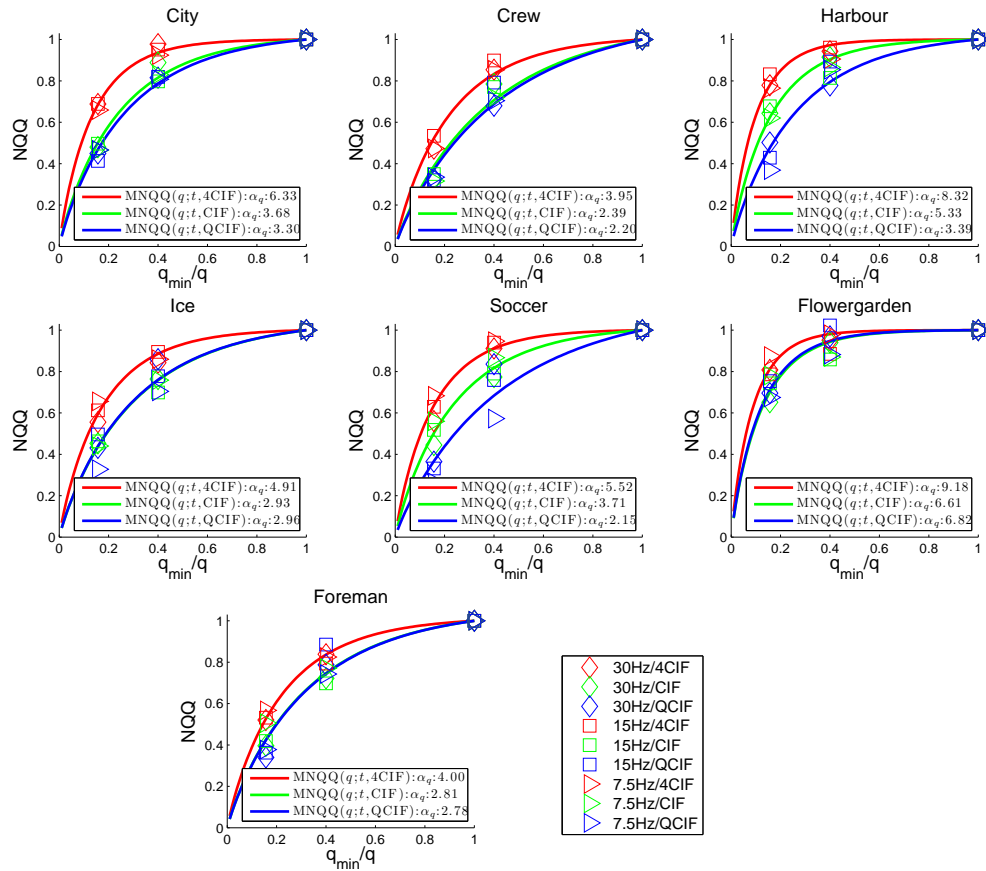 City
NQQ
1
0.8
0.6
0.4
0.2
0
MNQQ(q;t,4CIF):α_q:6.33
MNQQ(q;t,CIF):α_q:3.68
MNQQ(q;t,QCIF):α_q:3.30
0 0.2 0.4 0.6 0.8 1
q_min/q
Crew
NQQ
1
0.8
0.6
0.4
0.2
0
MNQQ(q;t,4CIF):α_q:3.95
MNQQ(q;t,CIF):α_q:2.39
MNQQ(q;t,QCIF):α_q:2.20
0 0.2 0.4 0.6 0.8 1
q_min/q
Harbour
NQQ
1
0.8
0.6
0.4
0.2
0
MNQQ(q;t,4CIF):α_q:8.32
MNQQ(q;t,CIF):α_q:5.33
MNQQ(q;t,QCIF):α_q:3.39
0 0.2 0.4 0.6 0.8 1
q_min/q
Ice
NQQ
1
0.8
0.6
0.4
0.2
0
MNQQ(q;t,4CIF):α_q:4.91
MNQQ(q;t,CIF):α_q:2.93
MNQQ(q;t,QCIF):α_q:2.96
0 0.2 0.4 0.6 0.8 1
q_min/q
Soccer
NQQ
1
0.8
0.6
0.4
0.2
0
MNQQ(q;t,4CIF):α_q:5.52
MNQQ(q;t,CIF):α_q:3.71
MNQQ(q;t,QCIF):α_q:2.15
0 0.2 0.4 0.6 0.8 1
q_min/q
Flowergarden
NQQ
1
0.8
0.6
0.4
0.2
0
MNQQ(q;t,4CIF):α_q:9.18
MNQQ(q;t,CIF):α_q:6.61
MNQQ(q;t,QCIF):α_q:6.82
0 0.2 0.4 0.6 0.8 1
q_min/q
Foreman
NQQ
1
0.8
0.6
0.4
0.2
0
MNQQ(q;t,4CIF):α_q:4.00
MNQQ(q;t,CIF):α_q:2.81
MNQQ(q;t,QCIF):α_q:2.78
0 0.2 0.4 0.6 0.8 1
q_min/q
30Hz/4CIF
30Hz/CIF
30Hz/QCIF
15Hz/4CIF
15Hz/CIF
15Hz/QCIF
7.5Hz/4CIF
7.5Hz/CIF
7.5Hz/QCIF